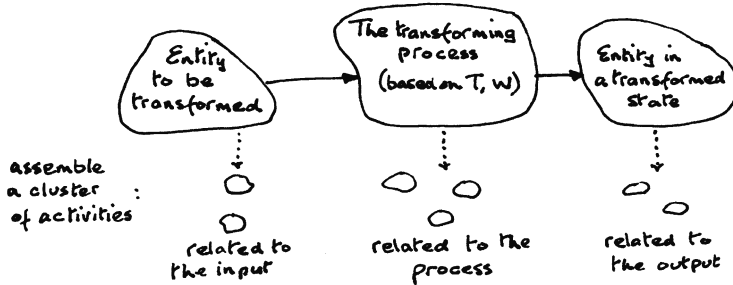 Entity
to be
transformed
The transforming
process
(based on T, W)
Entity in
a transformed
state
assemble
a cluster :
of activities
related to
the input
related to the
process
related to
the output